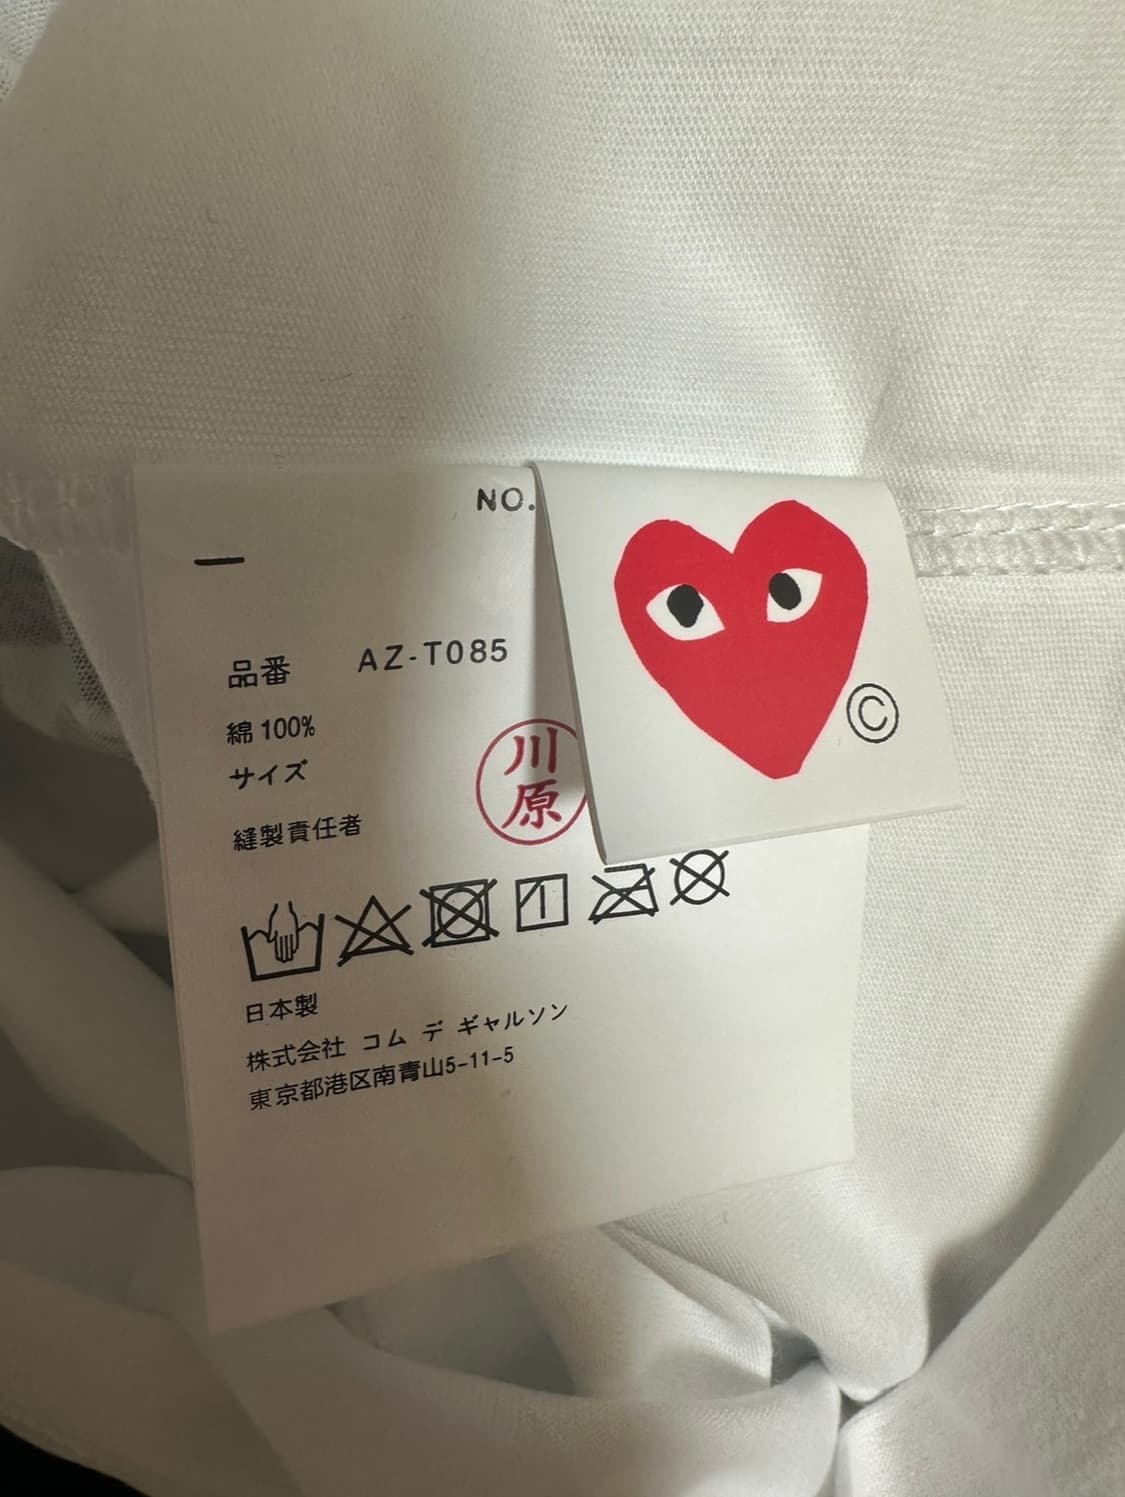 NO.
品番 AZ-T085
綿 100%
サイズ
縫製責任者
川原
日本製
株式会社 コム デ ギャルソン
東京都港区南青山5-11-5
©